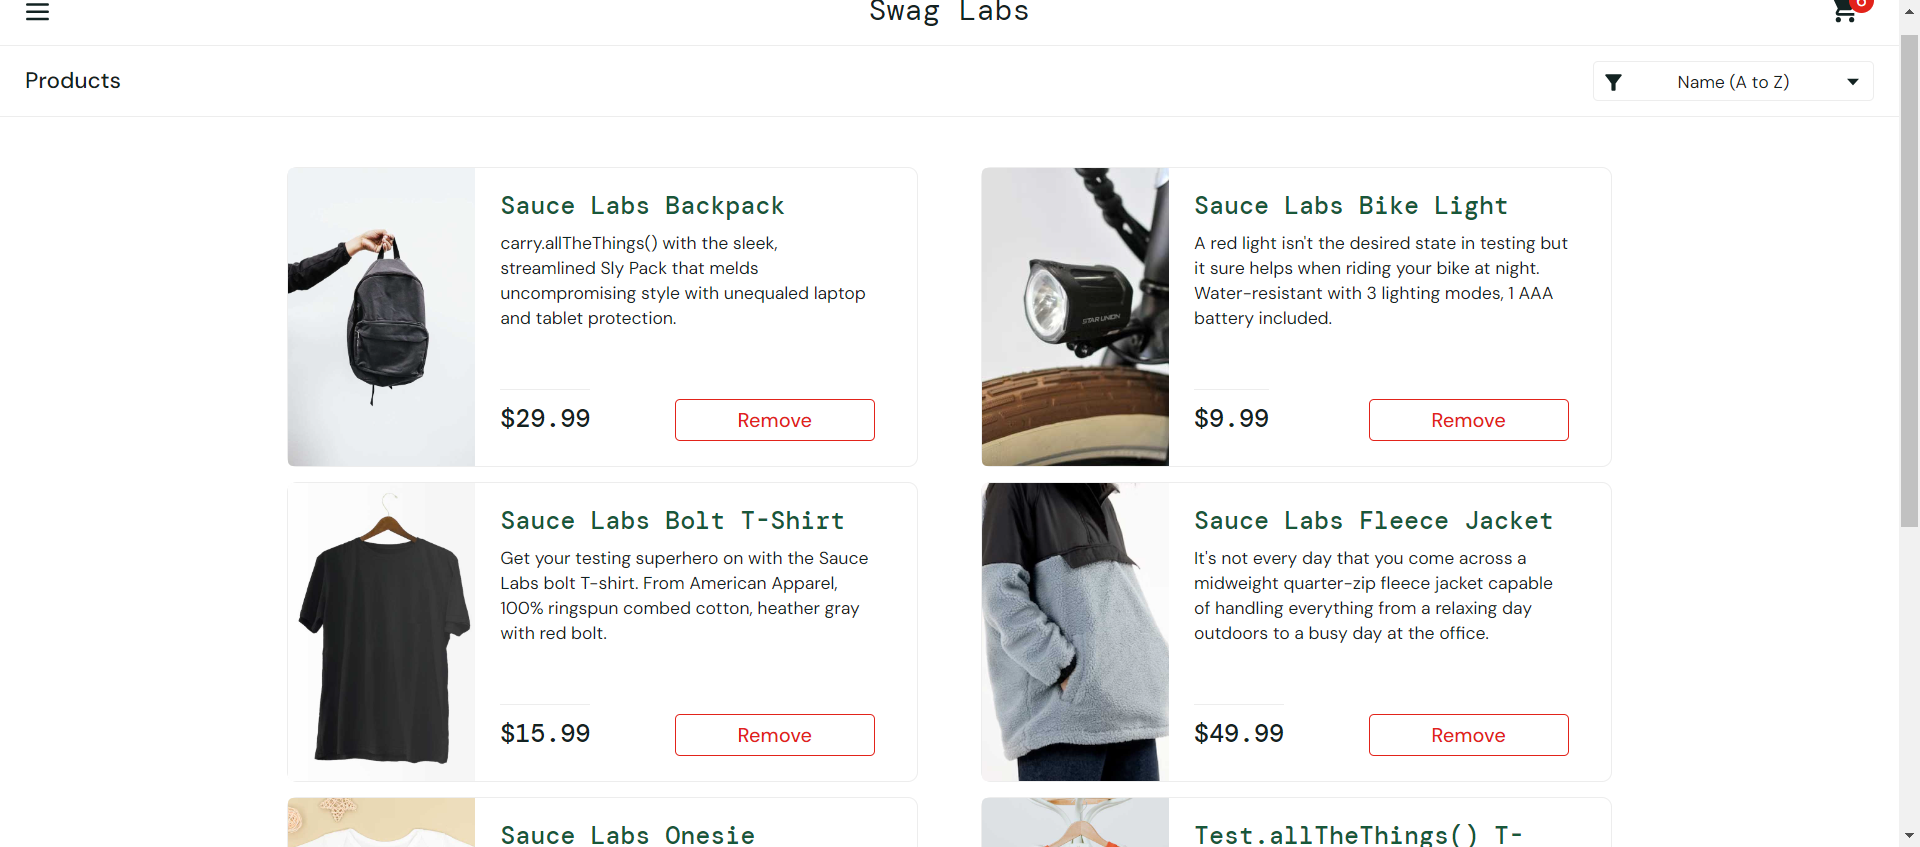 Swag Labs
6
Products
Name (A to Z)
Sauce Labs Backpack
carry.allTheThings() with the sleek,
streamlined Sly Pack that melds
uncompromising style with unequaled laptop
and tablet protection.
$29.99
Remove
Sauce Labs Bike Light
A red light isn't the desired state in testing but
it sure helps when riding your bike at night.
Water-resistant with 3 lighting modes, 1 AAA
battery included.
STAR UNION
$9.99
Remove
Sauce Labs Bolt T-Shirt
Get your testing superhero on with the Sauce
Labs bolt T-shirt. From American Apparel,
100% ringspun combed cotton, heather gray
with red bolt.
$15.99
Remove
Sauce Labs Fleece Jacket
It's not every day that you come across a
midweight quarter-zip fleece jacket capable
of handling everything from a relaxing day
outdoors to a busy day at the office.
$49.99
Remove
Sauce Labs Onesie
Test.allTheThings() T-